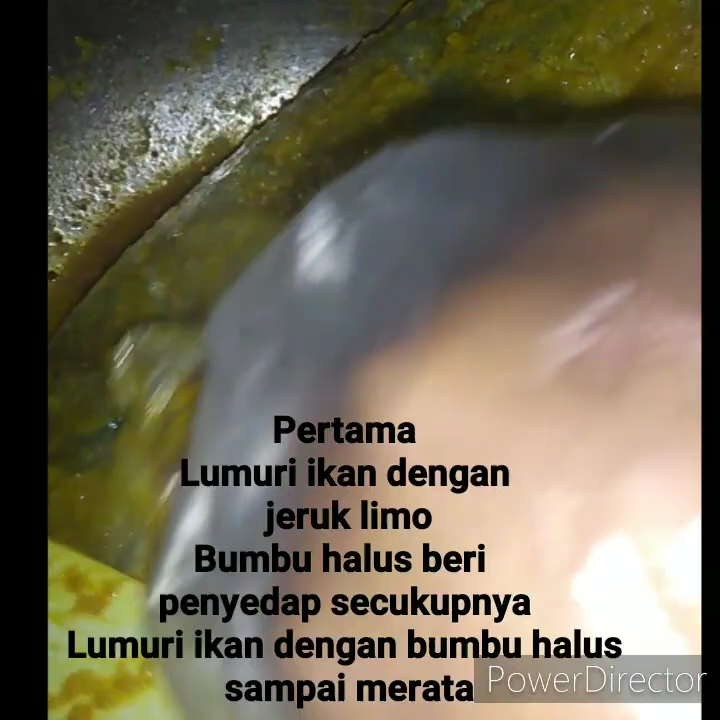 Pertama
Lumuri ikan dengan
jeruk limo
Bumbu halus beri
penyedap secukupnya
Lumuri ikan dengan bumbu halus
sampai merata
PowerDirector